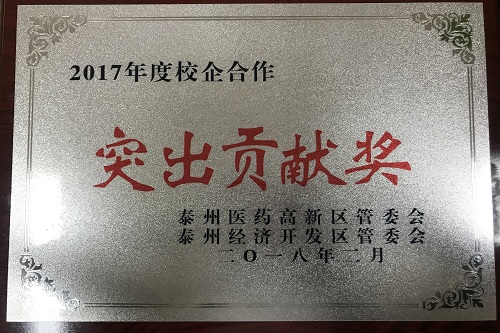 2017年度校企合作
突出贡献奖
泰州医药高新区管委会
泰州经济开发区管委会
二〇一八年二月